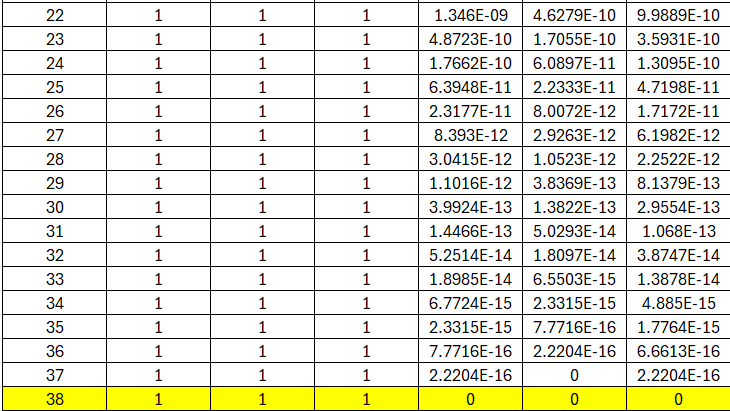 22 1 1 1 1.346E-09 4.6279E-10 9.9889E-10
23 1 1 1 4.8723E-10 1.7055E-10 3.5931E-10
24 1 1 1 1.7662E-10 6.0897E-11 1.3095E-10
25 1 1 1 6.3948E-11 2.2333E-11 4.7198E-11
26 1 1 1 2.3177E-11 8.0072E-12 1.7172E-11
27 1 1 1 8.393E-12 2.9263E-12 6.1982E-12
28 1 1 1 3.0415E-12 1.0523E-12 2.2522E-12
29 1 1 1 1.1016E-12 3.8369E-13 8.1379E-13
30 1 1 1 3.9924E-13 1.3822E-13 2.9554E-13
31 1 1 1 1.4466E-13 5.0293E-14 1.068E-13
32 1 1 1 5.2514E-14 1.8097E-14 3.8747E-14
33 1 1 1 1.8985E-14 6.5503E-15 1.3878E-14
34 1 1 1 6.7724E-15 2.3315E-15 4.885E-15
35 1 1 1 2.3315E-15 7.7716E-16 1.7764E-15
36 1 1 1 7.7716E-16 2.2204E-16 6.6613E-16
37 1 1 1 2.2204E-16 0 2.2204E-16
38 1 1 1 0 0 0